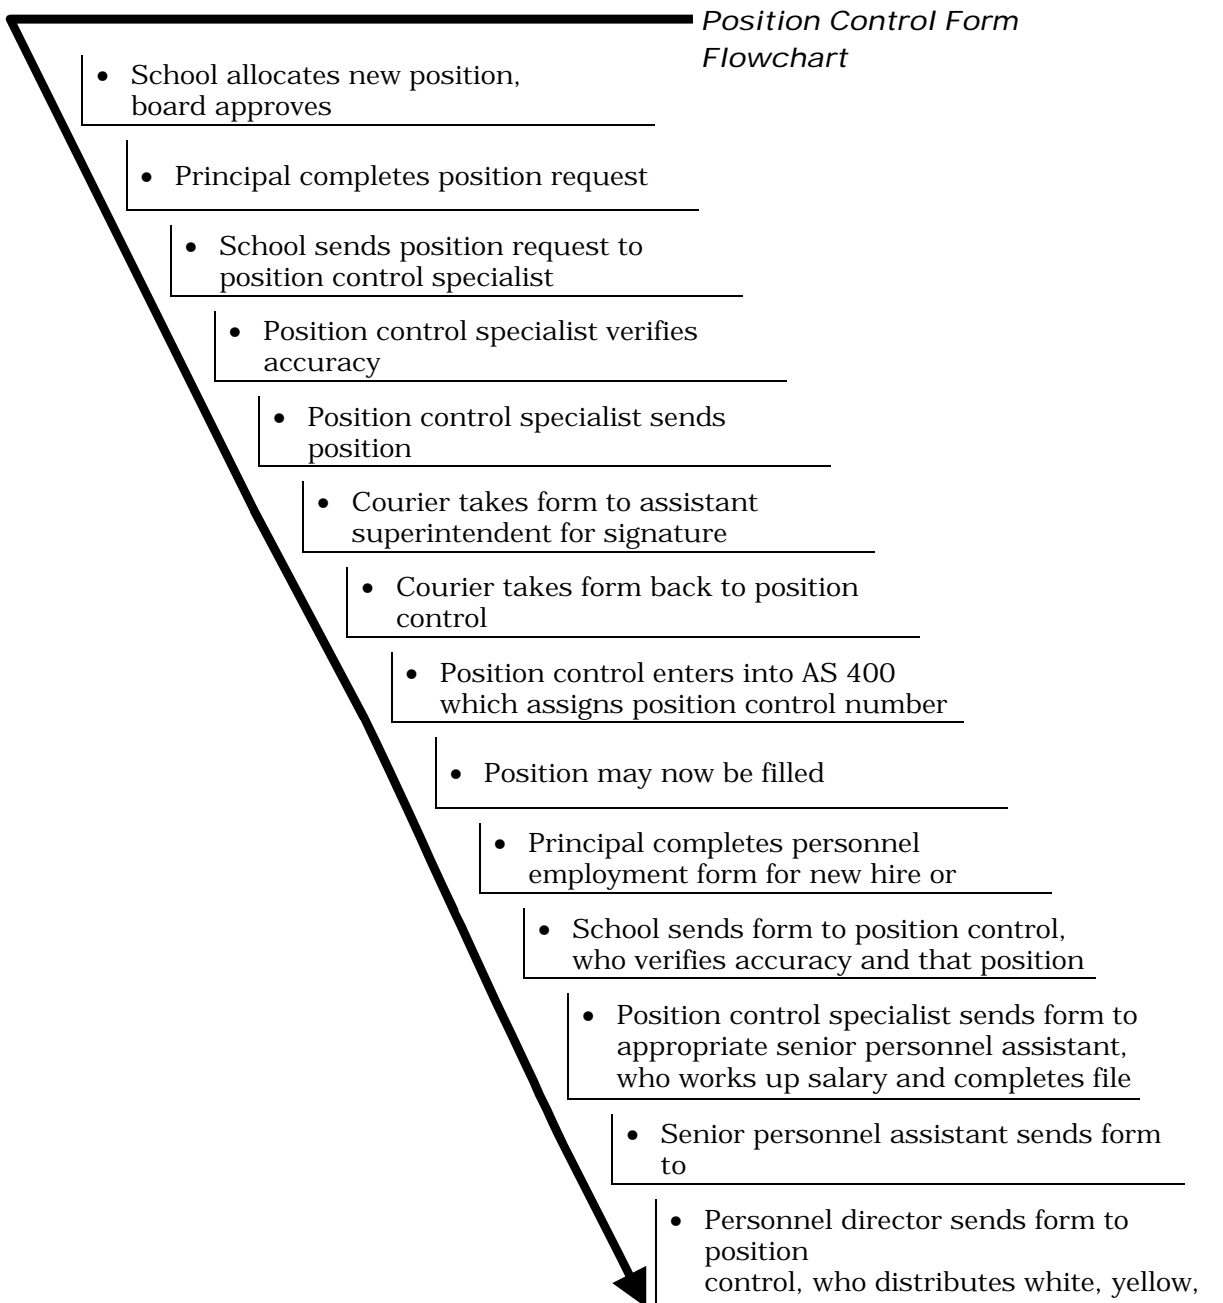 Position Control Form
Flowchart
• School allocates new position,
board approves
• Principal completes position request
• School sends position request to
position control specialist
• Position control specialist verifies
accuracy
• Position control specialist sends
position
• Courier takes form to assistant
superintendent for signature
• Courier takes form back to position
control
• Position control enters into AS 400
which assigns position control number
• Position may now be filled
• Principal completes personnel
employment form for new hire or
• School sends form to position control,
who verifies accuracy and that position
• Position control specialist sends form to
appropriate senior personnel assistant,
who works up salary and completes file
• Senior personnel assistant sends form
to
• Personnel director sends form to
position
control, who distributes white, yellow,